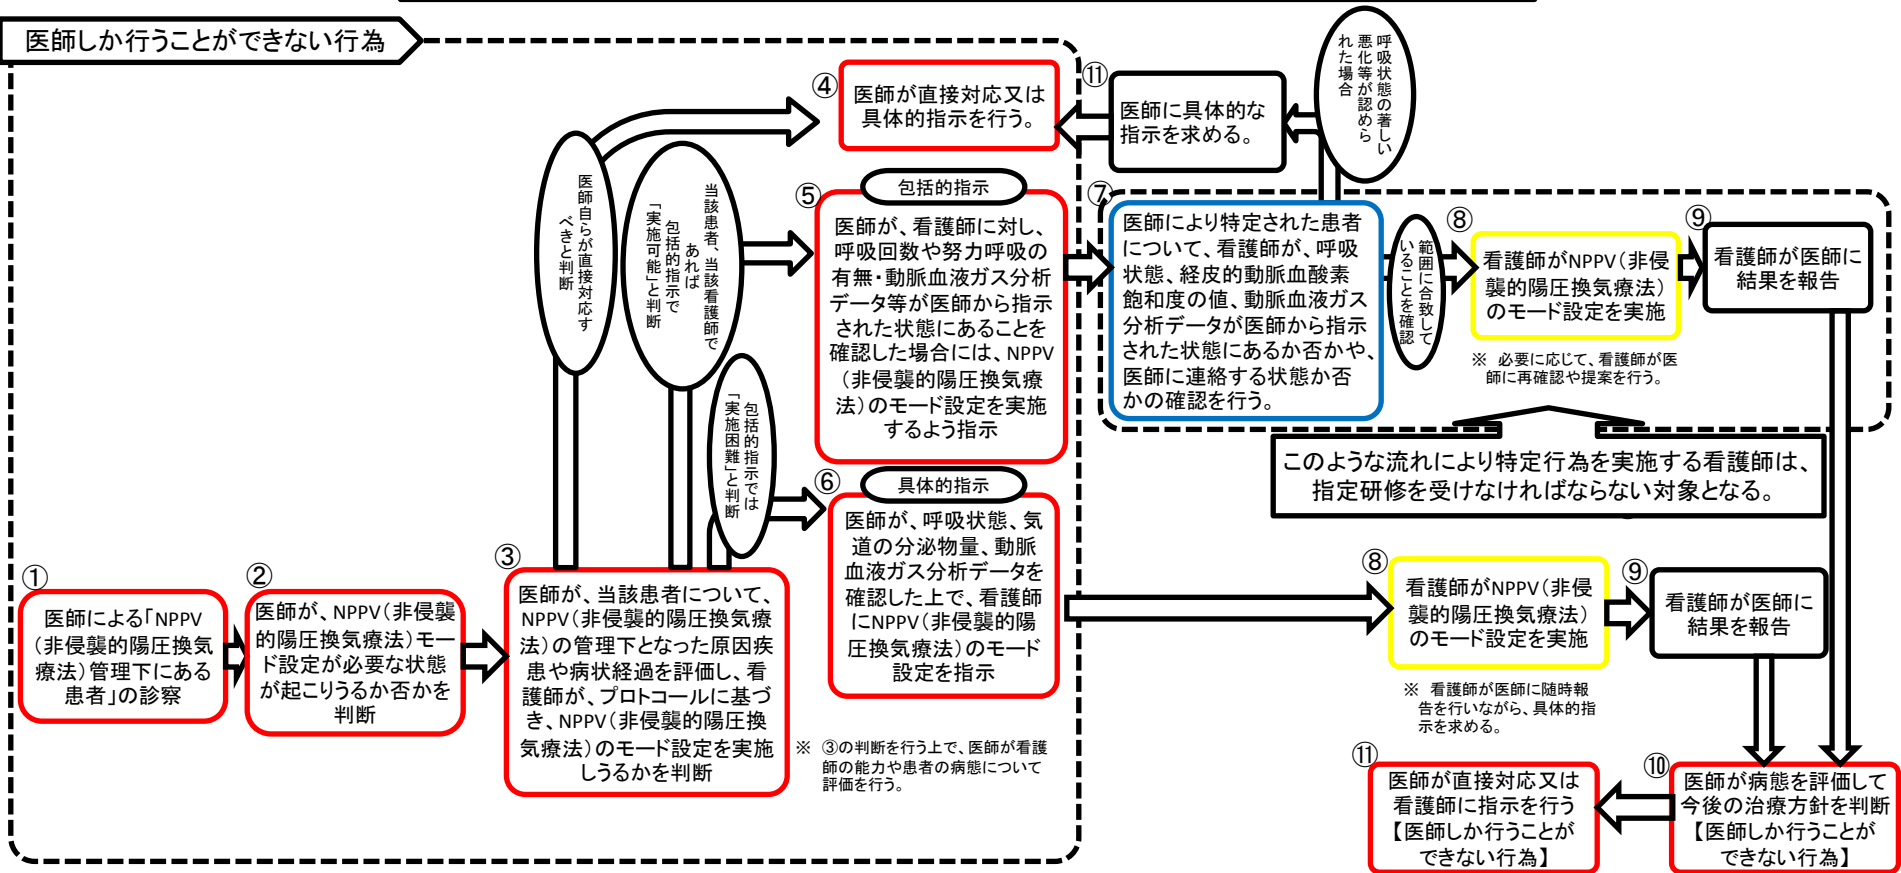 医師しか行うことができない行為
①
医師による「NPPV
（非侵襲的陽圧換気
療法）管理下にある
患者」の診察
②
医師が、NPPV（非侵襲
的陽圧換気療法）モー
ド設定が必要な状態
が起こりうるか否かを
判断
③
医師が、当該患者について、
NPPV（非侵襲的陽圧換気療
法）の管理下となった原因疾
患や病状経過を評価し、看
護師が、プロトコールに基づ
き、NPPV（非侵襲的陽圧換
気療法）のモード設定を実施
しうるかを判断
※　③の判断を行う上で、医師が看護
師の能力や患者の病態について
評価を行う。
医師自らが直接対応す
べきと判断
当該患者、当該看護師で
あれば
包括的指示で
「実施可能」と判断
包括的指示では
「実施困難」と判断
④
医師が直接対応又は
具体的指示を行う。
⑤
包括的指示
医師が、看護師に対し、
呼吸回数や努力呼吸の
有無・動脈血液ガス分析
データ等が医師から指示
された状態にあることを
確認した場合には、NPPV
（非侵襲的陽圧換気療
法）のモード設定を実施
するよう指示
⑥
具体的指示
医師が、呼吸状態、気
道の分泌物量、動脈
血液ガス分析データを
確認した上で、看護師
にNPPV（非侵襲的陽
圧換気療法）のモード
設定を指示
⑪
医師に具体的な
指示を求める。
呼吸状態の著しい
悪化等が認めら
れた場合
⑦
医師により特定された患者
について、看護師が、呼吸
状態、経皮的動脈血酸素
飽和度の値、動脈血液ガス
分析データが医師から指示
された状態にあるか否かや、
医師に連絡する状態か否
かの確認を行う。
範囲に合致して
いることを確認
⑧
看護師がNPPV（非侵
襲的陽圧換気療法）
のモード設定を実施
※　必要に応じて、看護師が医
師に再確認や提案を行う。
⑨
看護師が医師に
結果を報告
このような流れにより特定行為を実施する看護師は、
指定研修を受けなければならない対象となる。
⑧
看護師がNPPV（非侵
襲的陽圧換気療法）
のモード設定を実施
※　看護師が医師に随時報
告を行いながら、具体的指
示を求める。
⑨
看護師が医師に
結果を報告
⑩
医師が病態を評価して
今後の治療方針を判断
【医師しか行うことが
できない行為】
⑪
医師が直接対応又は
看護師に指示を行う
【医師しか行うことが
できない行為】